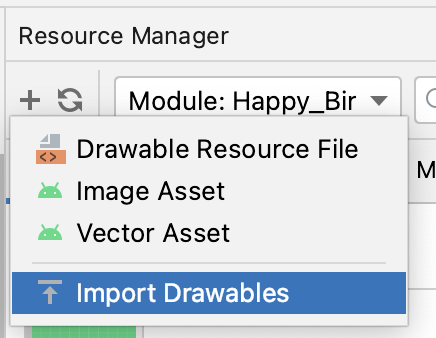 Resource Manager
Module: Happy_Bir
Drawable Resource File
M
Image Asset
Vector Asset
Import Drawables